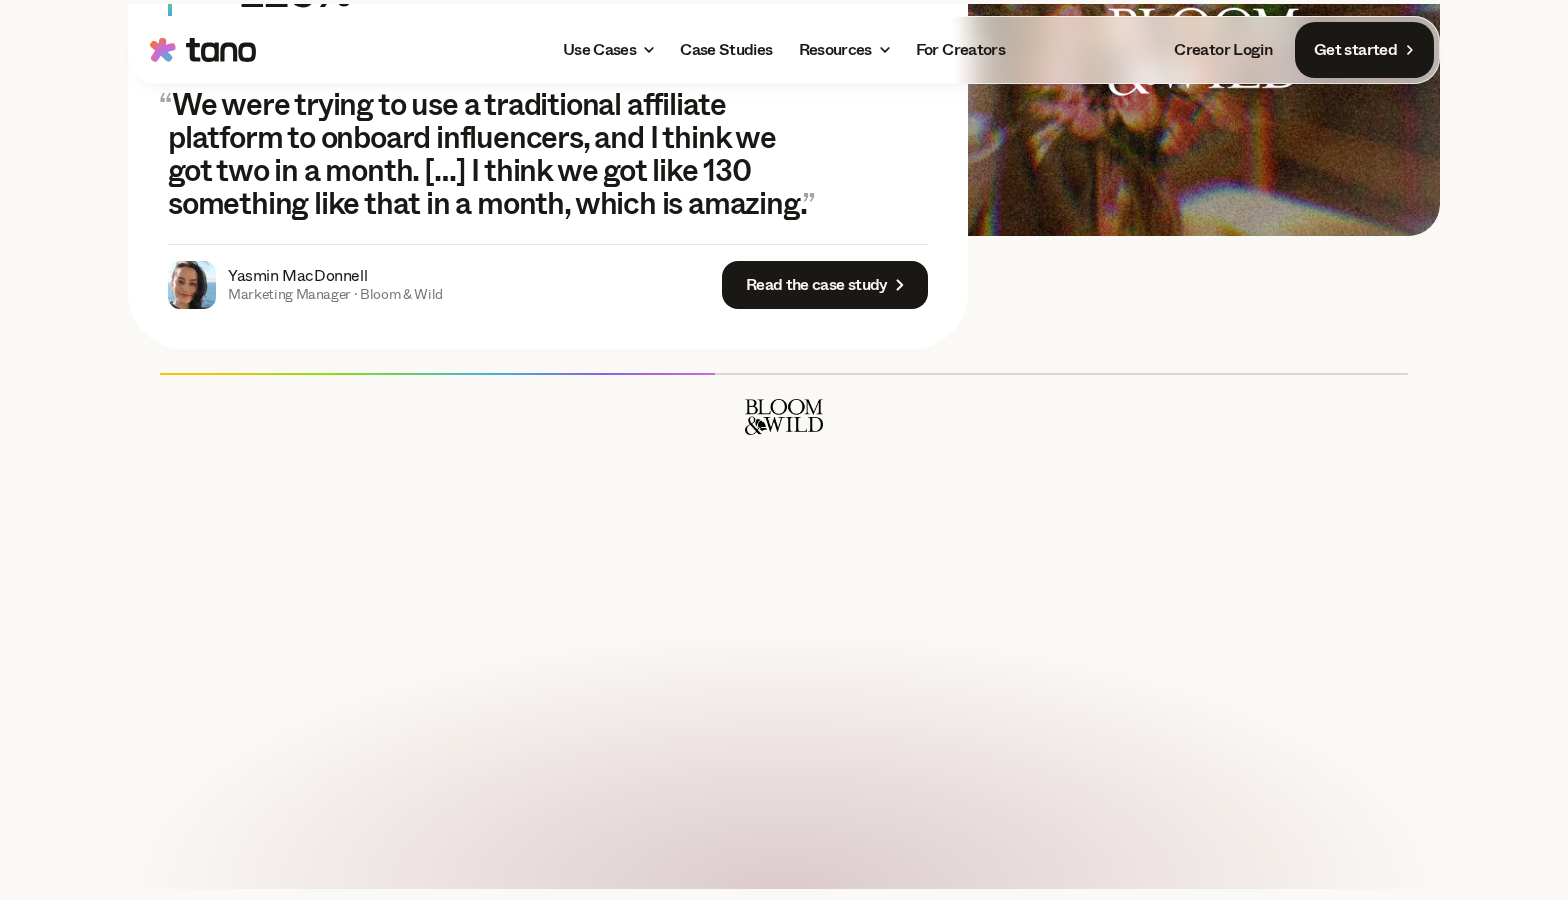 tano
Use Cases
Case Studies
Resources
For Creators
Creator Login
Get started
“We were trying to use a traditional affiliate
platform to onboard influencers, and I think we
got two in a month. [...] I think we got like 130
something like that in a month, which is amazing.”
Yasmin MacDonnell
Marketing Manager · Bloom & Wild
Read the case study
BLOOM
&WILD
BLOOM
&WILD